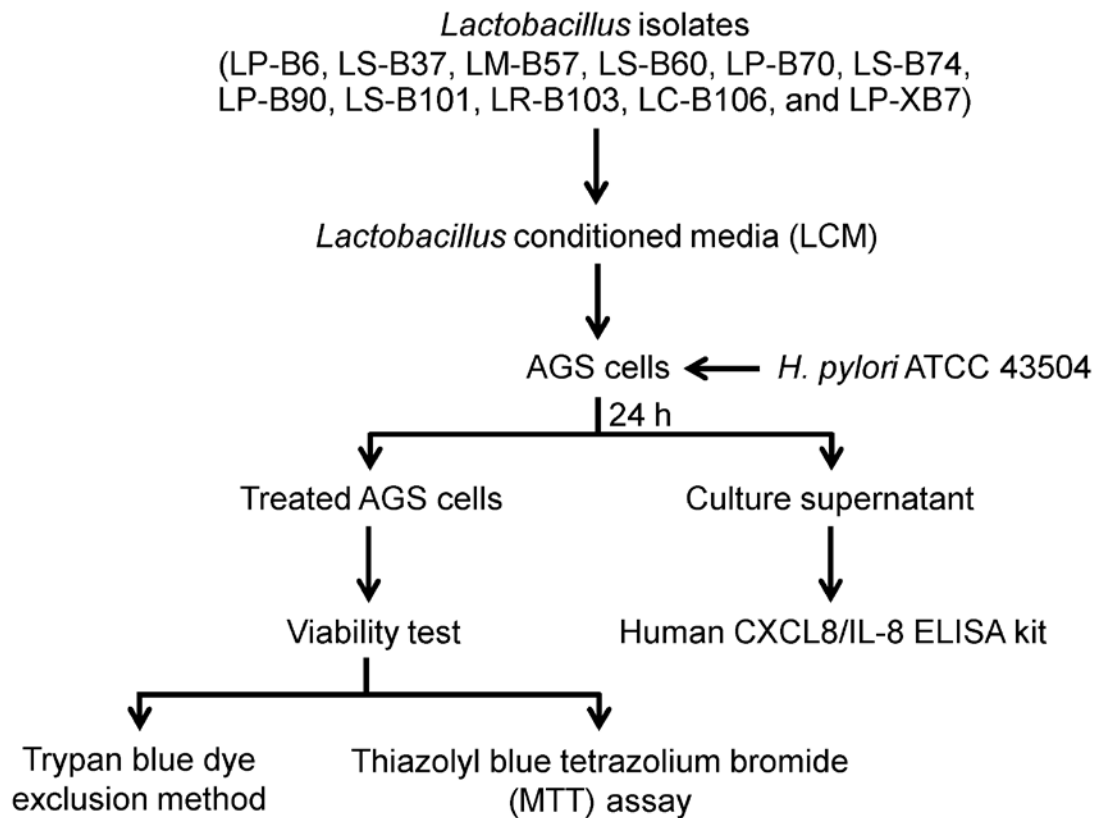 Lactobacillus isolates
(LP-B6, LS-B37, LM-B57, LS-B60, LP-B70, LS-B74,
LP-B90, LS-B101, LR-B103, LC-B106, and LP-XB7)
Lactobacillus conditioned media (LCM)
AGS cells
H. pylori ATCC 43504
24 h
Treated AGS cells
Culture supernatant
Viability test
Human CXCL8/IL-8 ELISA kit
Trypan blue dye
exclusion method
Thiazolyl blue tetrazolium bromide
(MTT) assay